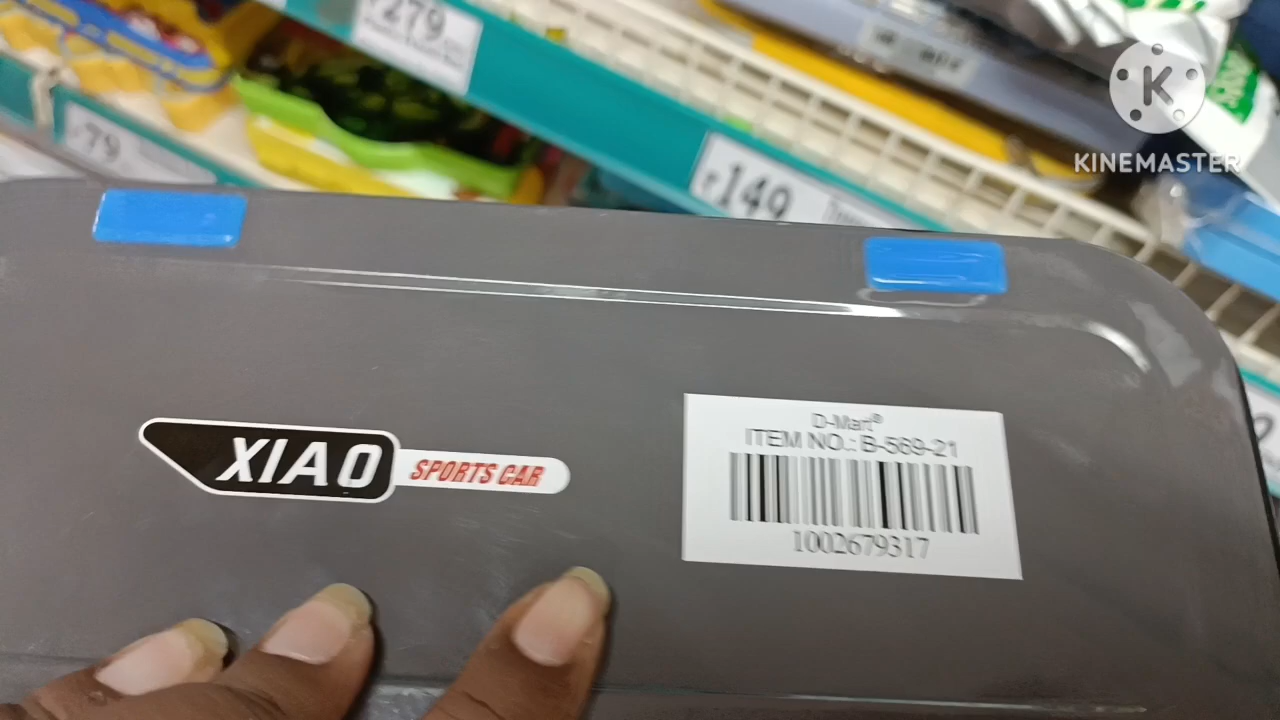 ₹279
79
₹149
K
KINEMASTER
XIAO
SPORTS CAR
D-Mart®
ITEM NO.: B-569-21
1002679317